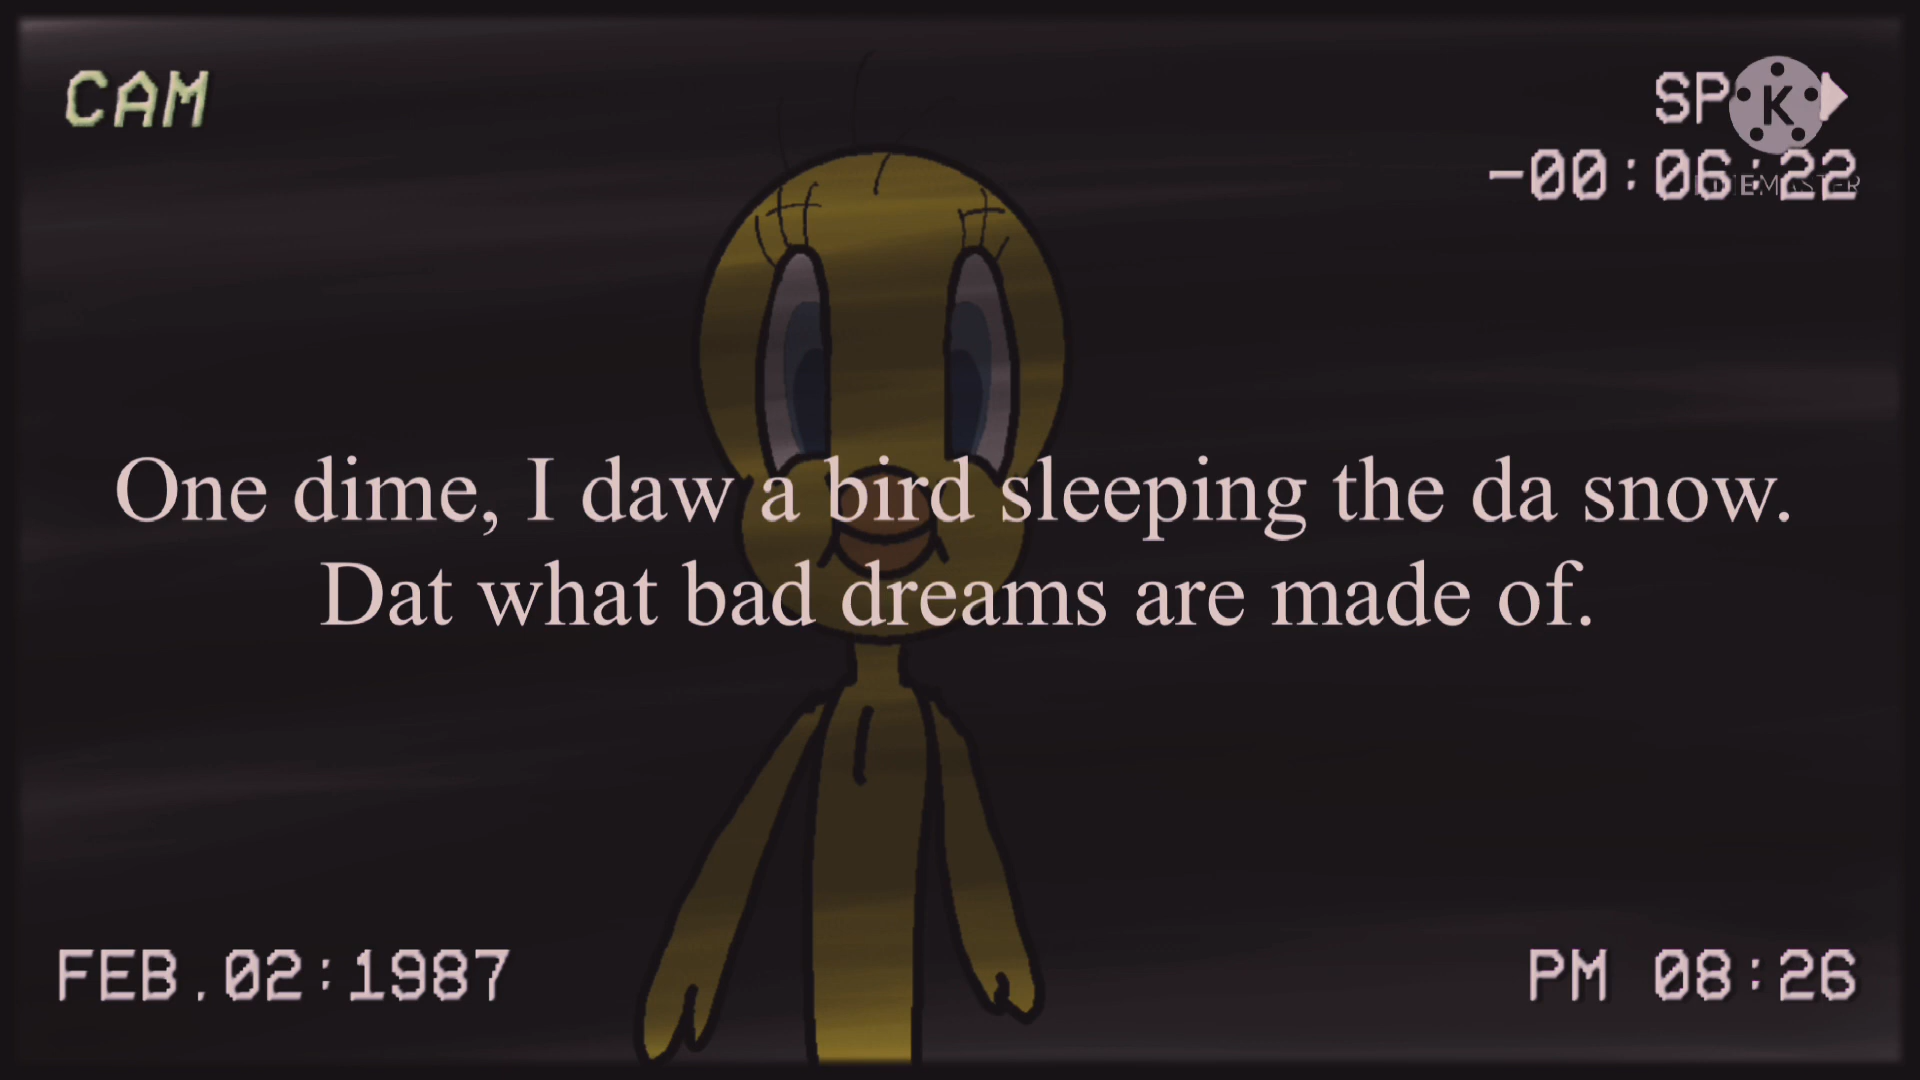 CAM
SP
K
-00:06:22
One dime, I daw a bird sleeping the da snow.
Dat what bad dreams are made of.
FEB.02:1987
PM 08:26